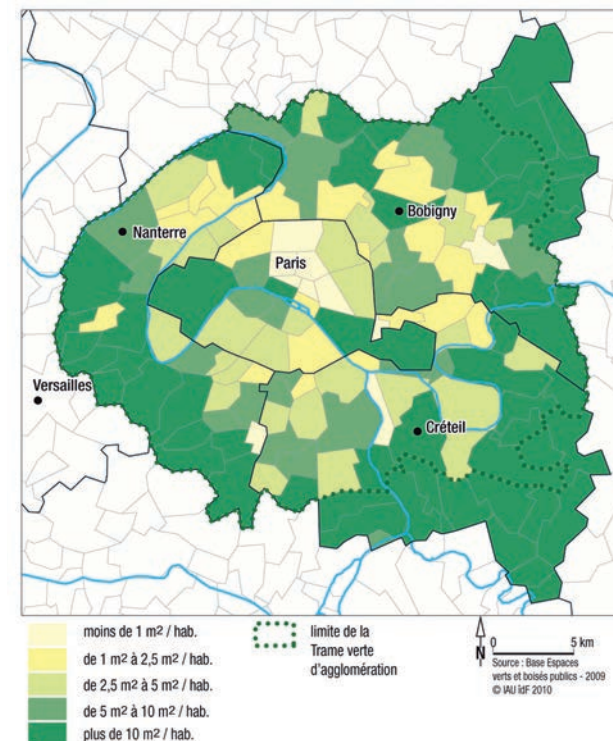 Bobigny
Nanterre
Paris
Versailles
Créteil
moins de 1 m2 / hab.
de 1 m2 à 2,5 m2 / hab.
de 2,5 m2 à 5 m2 / hab.
de 5 m2 à 10 m2 / hab.
plus de 10 m2 / hab.
limite de la
Trame verte
d'agglomération
N
0 5 km
Source : Base Espaces
verts et boisés publics - 2009
© IAU îdF 2010